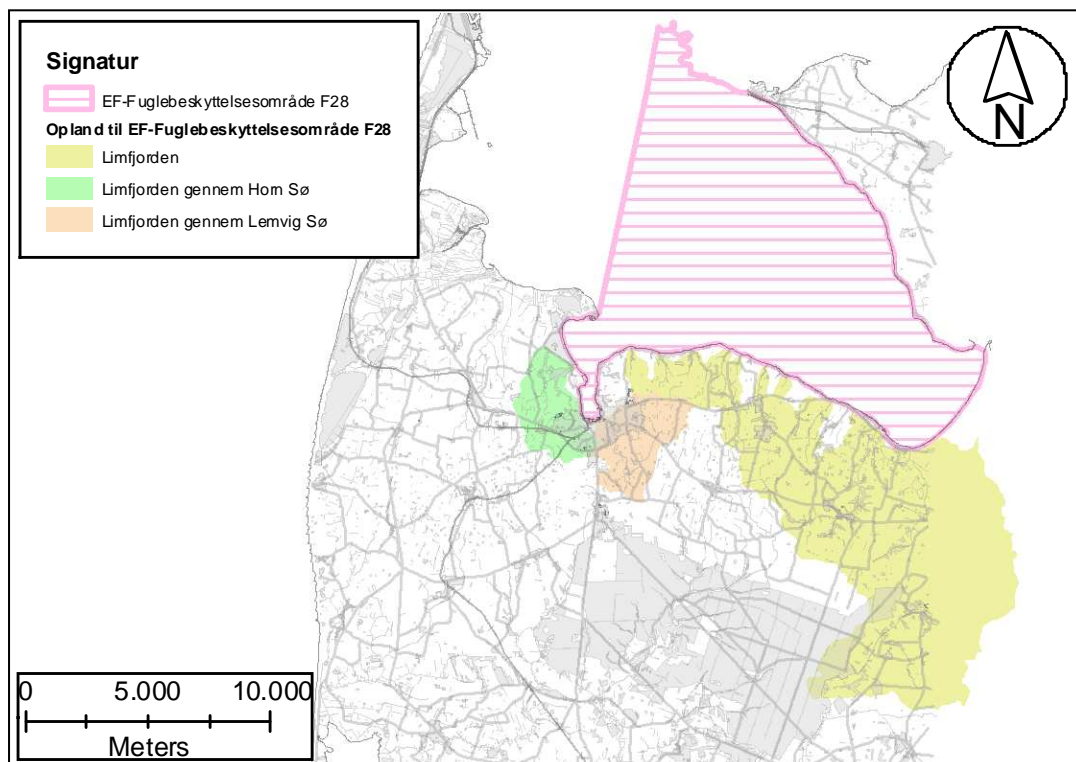 Signatur
EF-Fuglebeskyttelsesområde F28
Opland til EF-Fuglebeskyttelsesområde F28
Limfjorden
Limfjorden gennem Horn Sø
Limfjorden gennem Lemvig Sø
N
0 5.000 10.000
Meters